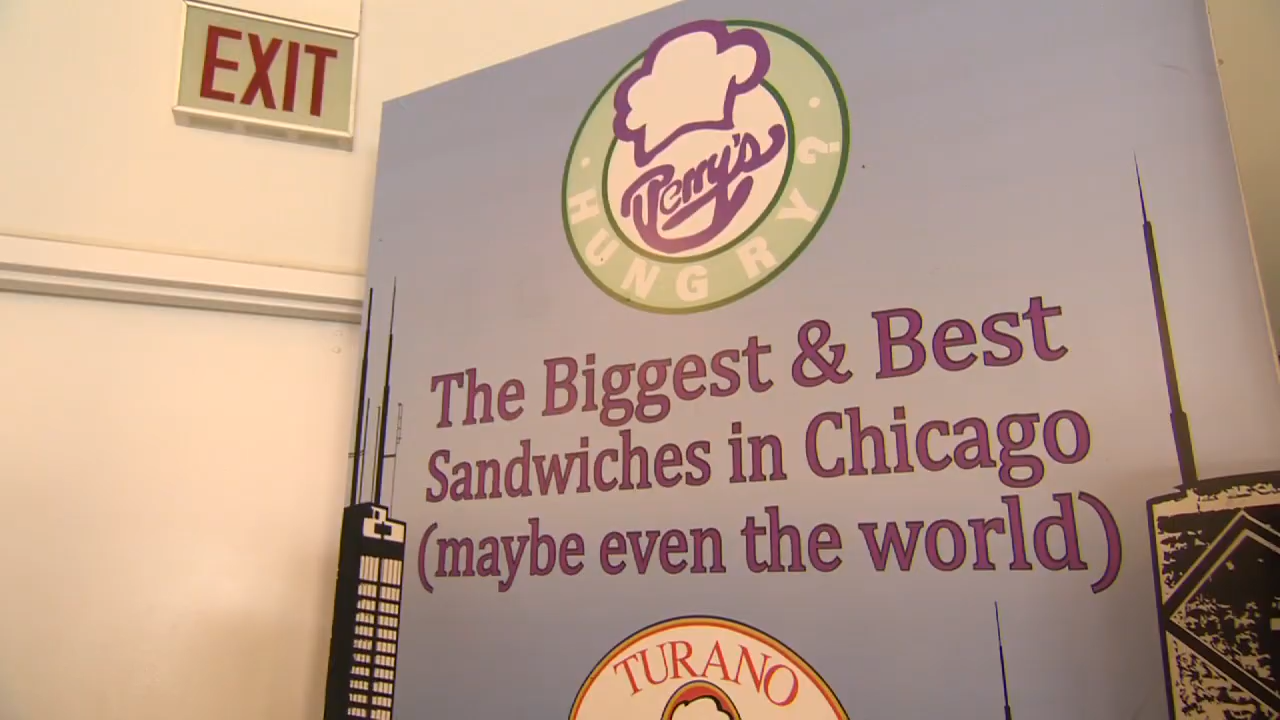 EXIT
Perry's
HUNGRY?
The Biggest & Best
Sandwiches in Chicago
(maybe even the world)
TURANO